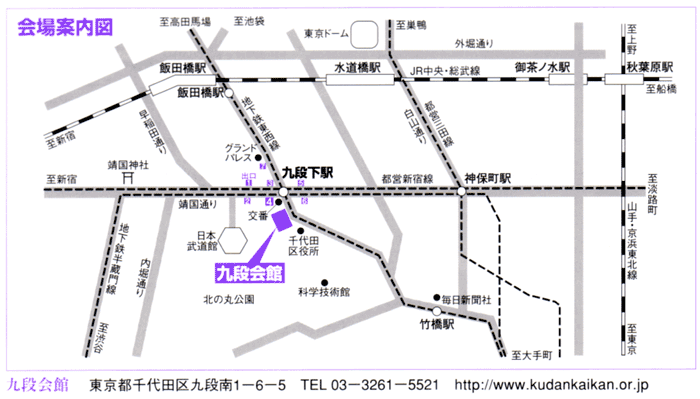 会場案内図
至高田馬場
至池袋
東京ドーム
至巣鴨
外堀通り
至上野
飯田橋駅
水道橋駅
JR中央・総武線
御茶ノ水駅
秋葉原駅
至船橋
飯田橋駅
至新宿
早稲田通り
地下鉄東西線
白山通り
都営三田線
グランドパレス
7
靖国神社
出口
九段下駅
至新宿
1
3
5
都営新宿線
神保町駅
至淡路町
靖国通り
2
4
6
交番
日本武道館
千代田区役所
九段会館
地下鉄半蔵門線
内堀通り
山手・京浜東北線
北の丸公園
科学技術館
毎日新聞社
竹橋駅
至渋谷
至大手町
至東京
九段会館 東京都千代田区九段南1−6−5 TEL 03−3261−5521 http://www.kudankaikan.or.jp